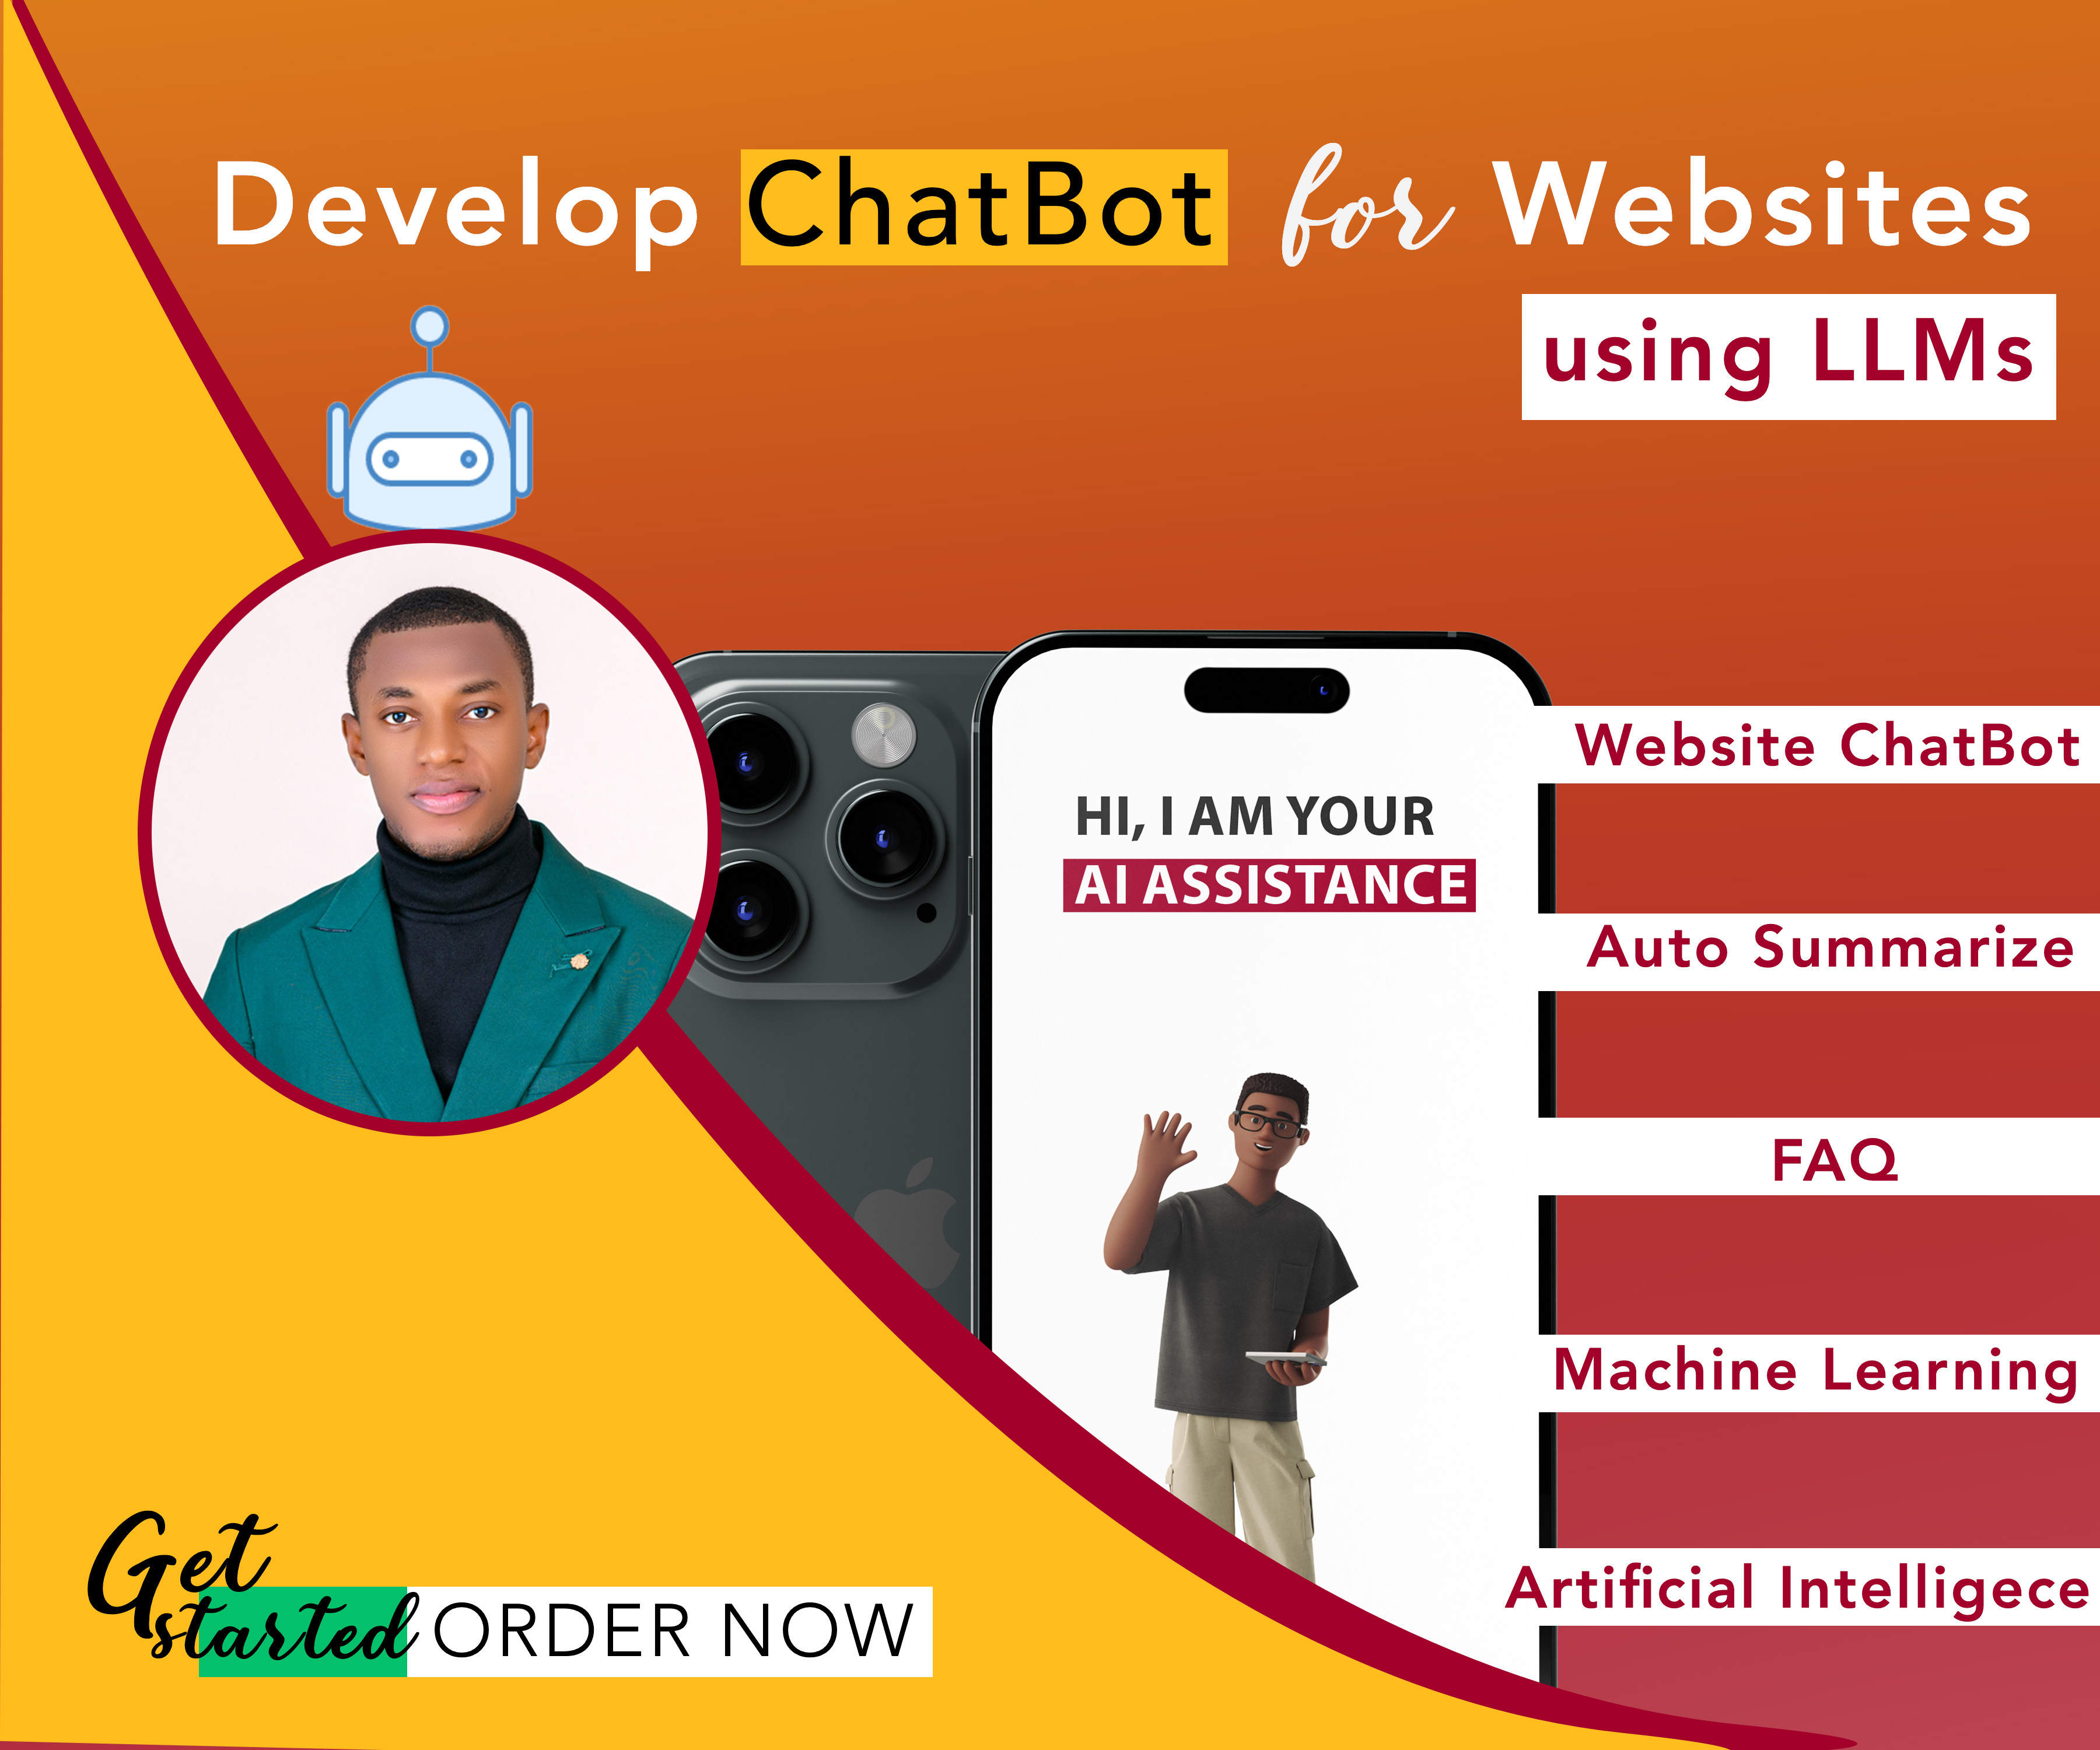 Develop ChatBot for Websites
using LLMs
HI, I AM YOUR
AI ASSISTANCE
Website ChatBot
Auto Summarize
FAQ
Machine Learning
Artificial Intelligece
Get
started ORDER NOW